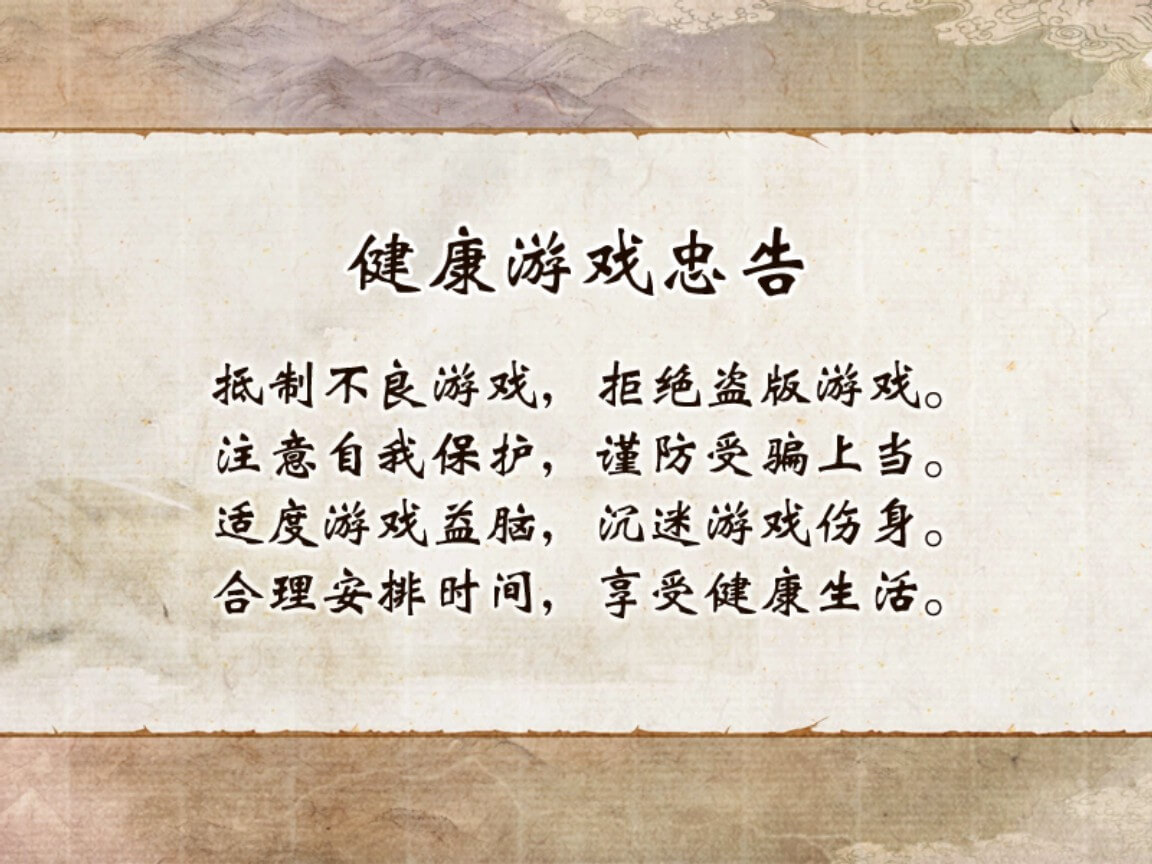 健康游戏忠告
抵制不良游戏，拒绝盗版游戏。
注意自我保护，谨防受骗上当。
适度游戏益脑，沉迷游戏伤身。
合理安排时间，享受健康生活。